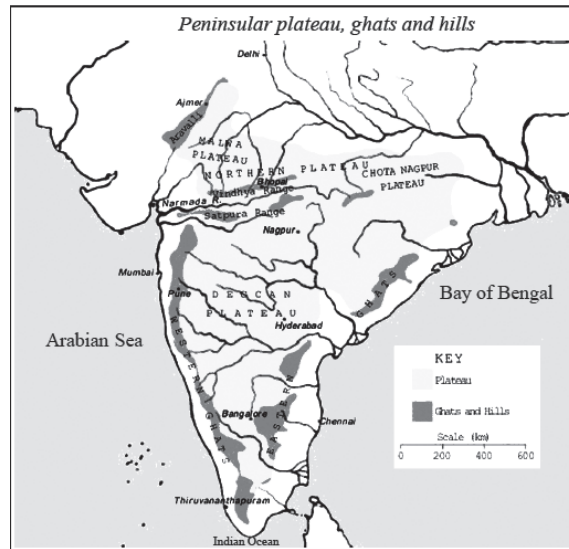 Peninsular plateau, ghats and hills
Delhi
Ajmer
Aravalli
MALWA
PLATEAU
NORTHERN PLATEAU
Bhopal
CHOTA NAGPUR
PLATEAU
Vindhya Range
Narmada R.
Satpura Range
Nagpur
Mumbai
Pune
DECCAN
PLATEAU
Hyderabad
GHATS
Bay of Bengal
Arabian Sea
WESTERN GHATS
EASTERN
Bangalore
Chennai
Thiruvananthapuram
Indian Ocean
KEY
Plateau
Ghats and Hills
Scale (km)
0 200 400 600